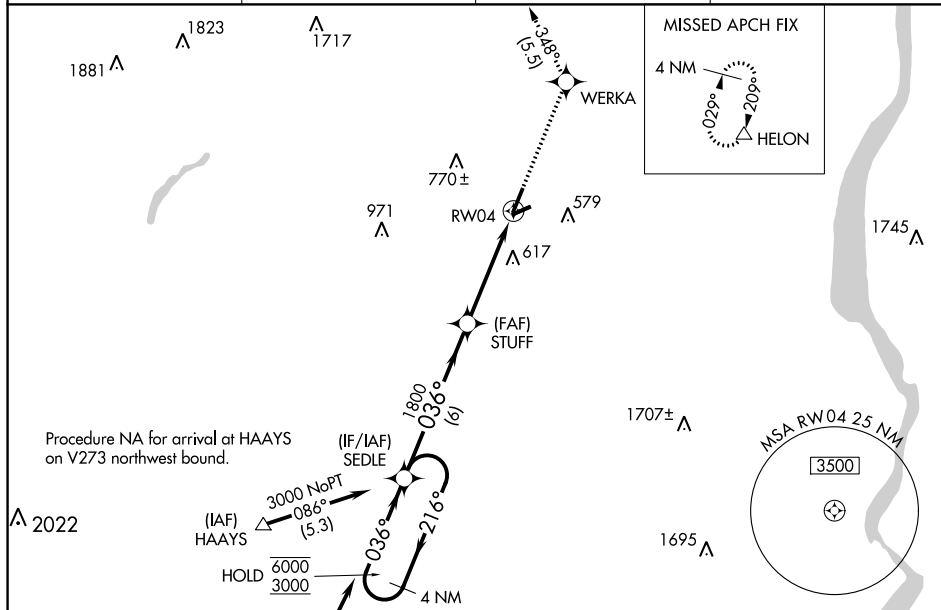 1823
1717
1881
348°
(5.5)
WERKA
MISSED APCH FIX
4 NM
029°
209°
HELON
770 ±
971
RW04
579
617
1745
(FAF)
STUFF
1800
036°
(6)
1707±
Procedure NA for arrival at HAAYS
on V273 northwest bound.
(IF/IAF)
SEDLE
MSA RW 04 25 NM
3500
3000 NoPT
086°
(5.3)
2022
(IAF)
HAAYS
036°
216°
1695
HOLD
6000
3000
4 NM